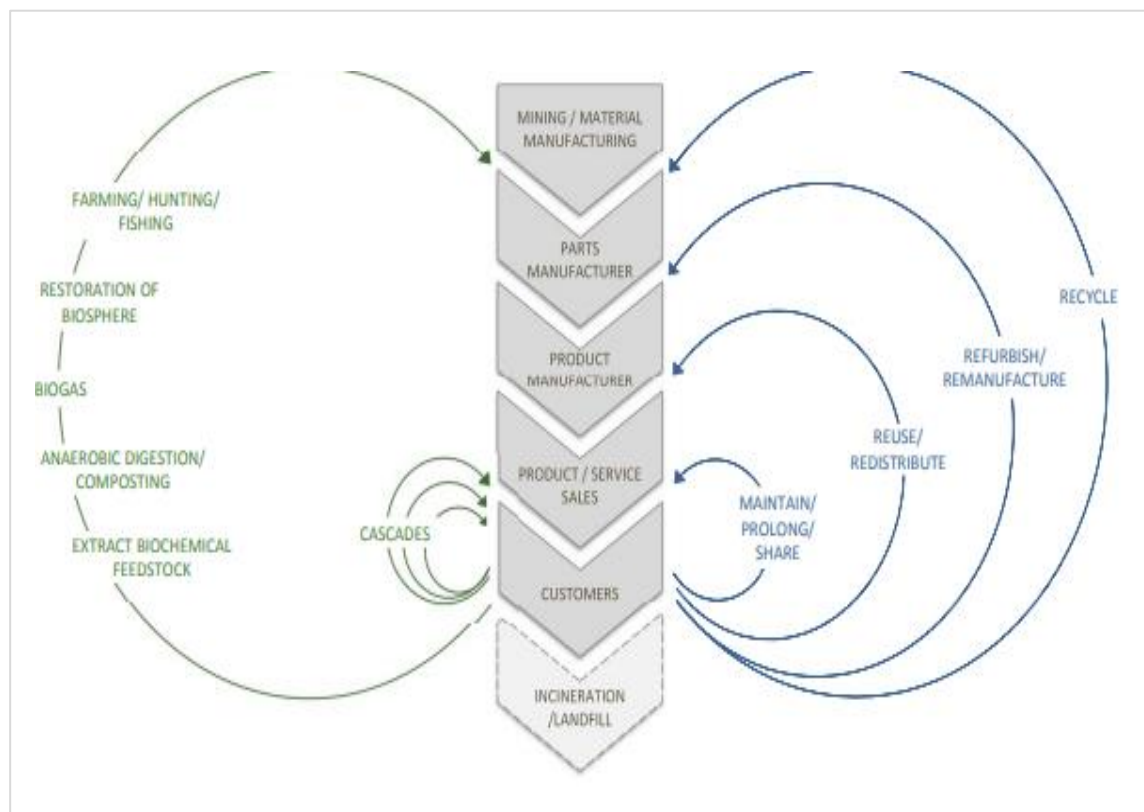 MINING / MATERIAL
MANUFACTURING
FARMING/ HUNTING/
FISHING
PARTS
MANUFACTURER
RESTORATION OF
BIOSPHERE
RECYCLE
PRODUCT
MANUFACTURER
REFURBISH/
REMANUFACTURE
BIOGAS
REUSE/
REDISTRIBUTE
ANAEROBIC DIGESTION/
COMPOSTING
PRODUCT / SERVICE
SALES
MAINTAIN/
PROLONG/
SHARE
CASCADES
EXTRACT BIOCHEMICAL
FEEDSTOCK
CUSTOMERS
INCINERATION
/LANDFILL